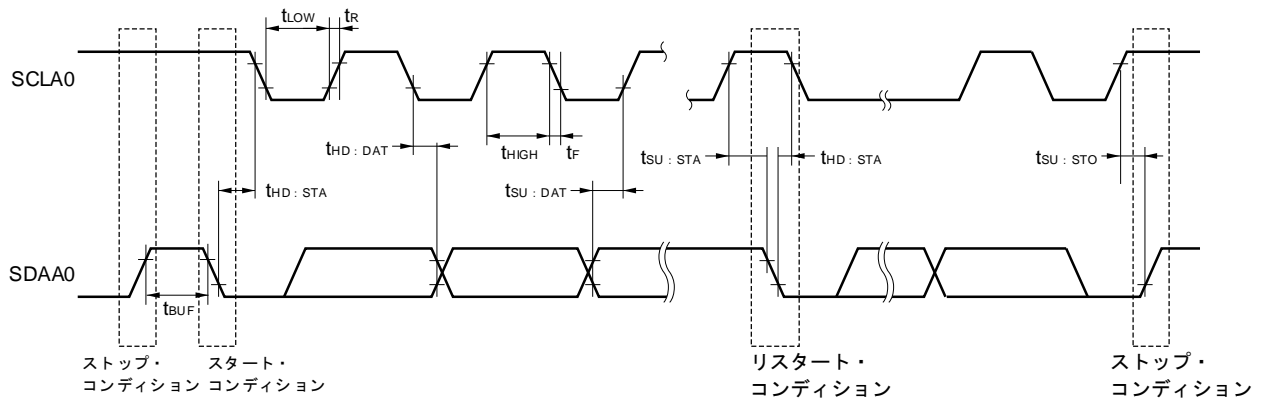 tLOW tR
SCLA0
tHD : DAT tHIGH tF tSU : STA tHD : STA tSU : STO
tHD : STA tSU : DAT
SDAA0
tBUF
ストップ・
コンディション
スタート・
コンディション
リスタート・
コンディション
ストップ・
コンディション